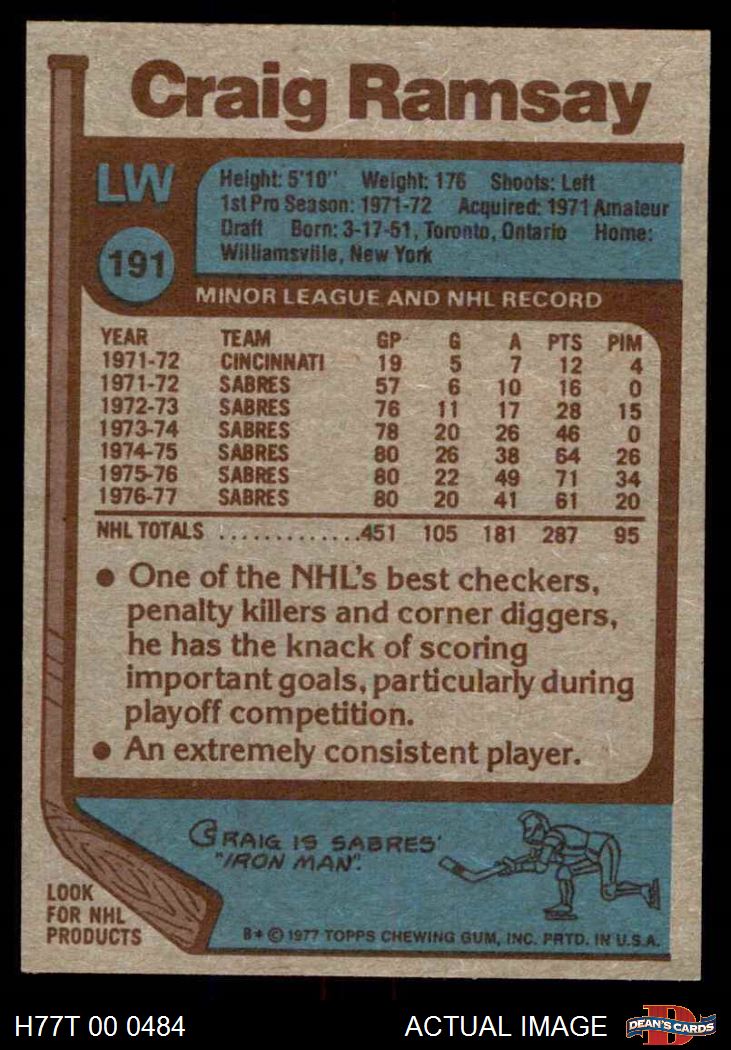 Craig Ramsay
LW
Height: 5'10" Weight: 176 Shoots: Left
1st Pro Season: 1971-72 Acquired: 1971 Amateur
Draft Born: 3-17-51, Toronto, Ontario Home:
Williamsville, New York
191
MINOR LEAGUE AND NHL RECORD
YEAR TEAM GP G A PTS PIM
1971-72 CINCINNATI 19 5 7 12 4
1971-72 SABRES 57 6 10 16 0
1972-73 SABRES 76 11 17 28 15
1973-74 SABRES 78 20 26 46 0
1974-75 SABRES 80 26 38 64 26
1975-76 SABRES 80 22 49 71 34
1976-77 SABRES 80 20 41 61 20
NHL TOTALS ..............451 105 181 287 95
• One of the NHL's best checkers,
penalty killers and corner diggers,
he has the knack of scoring
important goals, particularly during
playoff competition.
• An extremely consistent player.
CRAIG IS SABRES'
"IRON MAN".
LOOK
FOR NHL
PRODUCTS
B* © 1977 TOPPS CHEWING GUM, INC. PRTD. IN U.S.A.
H77T 00 0484 ACTUAL IMAGE
D
DEAN'S CARDS